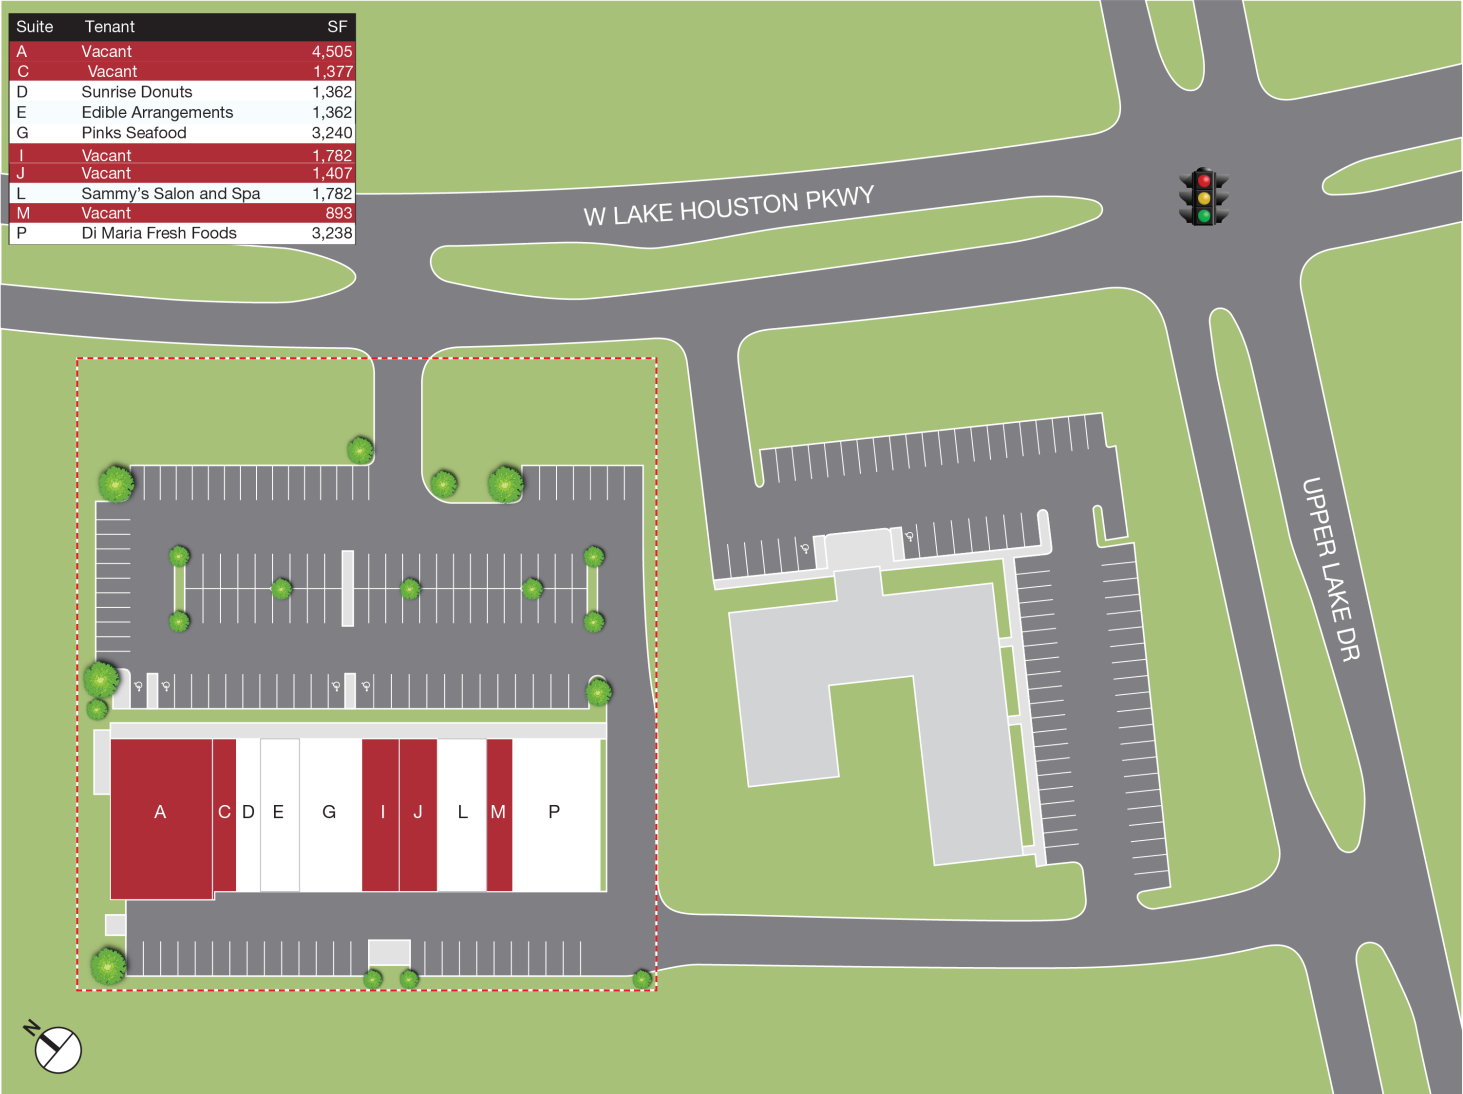 Suite Tenant SF
A Vacant 4,505
C Vacant 1,377
D Sunrise Donuts 1,362
E Edible Arrangements 1,362
G Pinks Seafood 3,240
I Vacant 1,782
J Vacant 1,407
L Sammy’s Salon and Spa 1,782
M Vacant 893
P Di Maria Fresh Foods 3,238
W LAKE HOUSTON PKWY
UPPER LAKE DR
A C D E G I J L M P
N